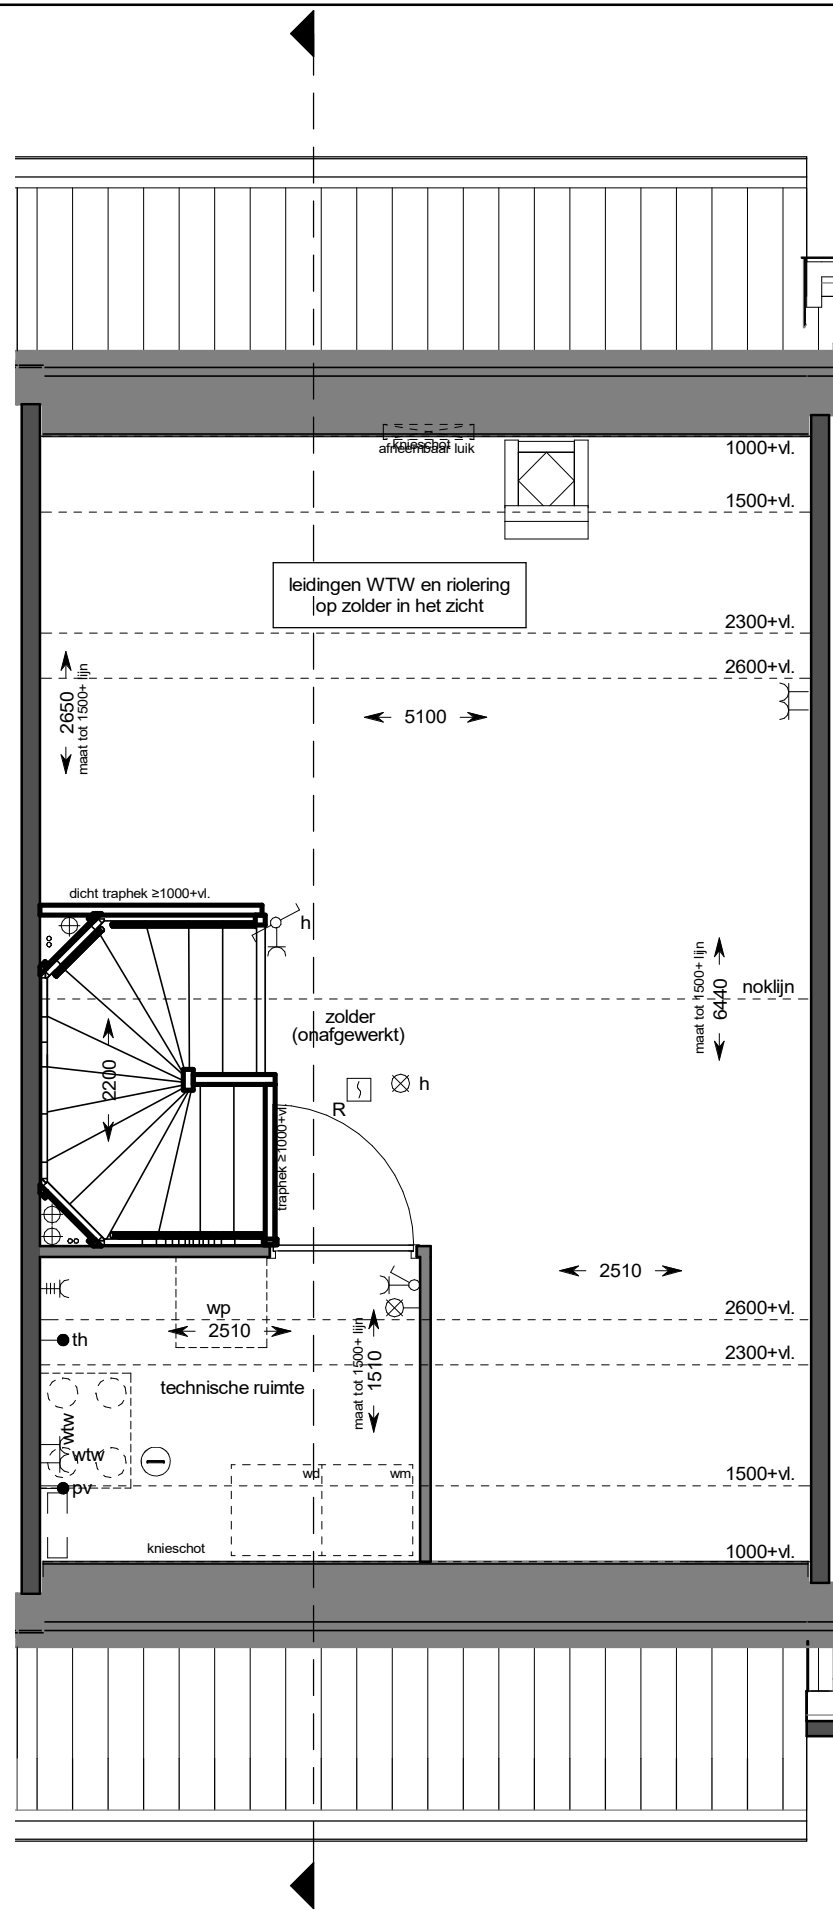 knieschot
afneembaar luik
1000+vl.
1500+vl.
leidingen WTW en riolering
op zolder in het zicht
2300+vl.
2600+vl.
2650
maat tot 1500+ lijn
5100
dicht traphek ≥1000+vl.
h
maat tot 1500+ lijn
6440
noklijn
zolder
(onafgewerkt)
2200
h
R
traphek ≥1000+vl.
2510
wp
2510
2600+vl.
th
maat tot 1500+ lijn
1510
2300+vl.
technische ruimte
wtw
wtw
pv
wd
wm
1500+vl.
knieschot
1000+vl.